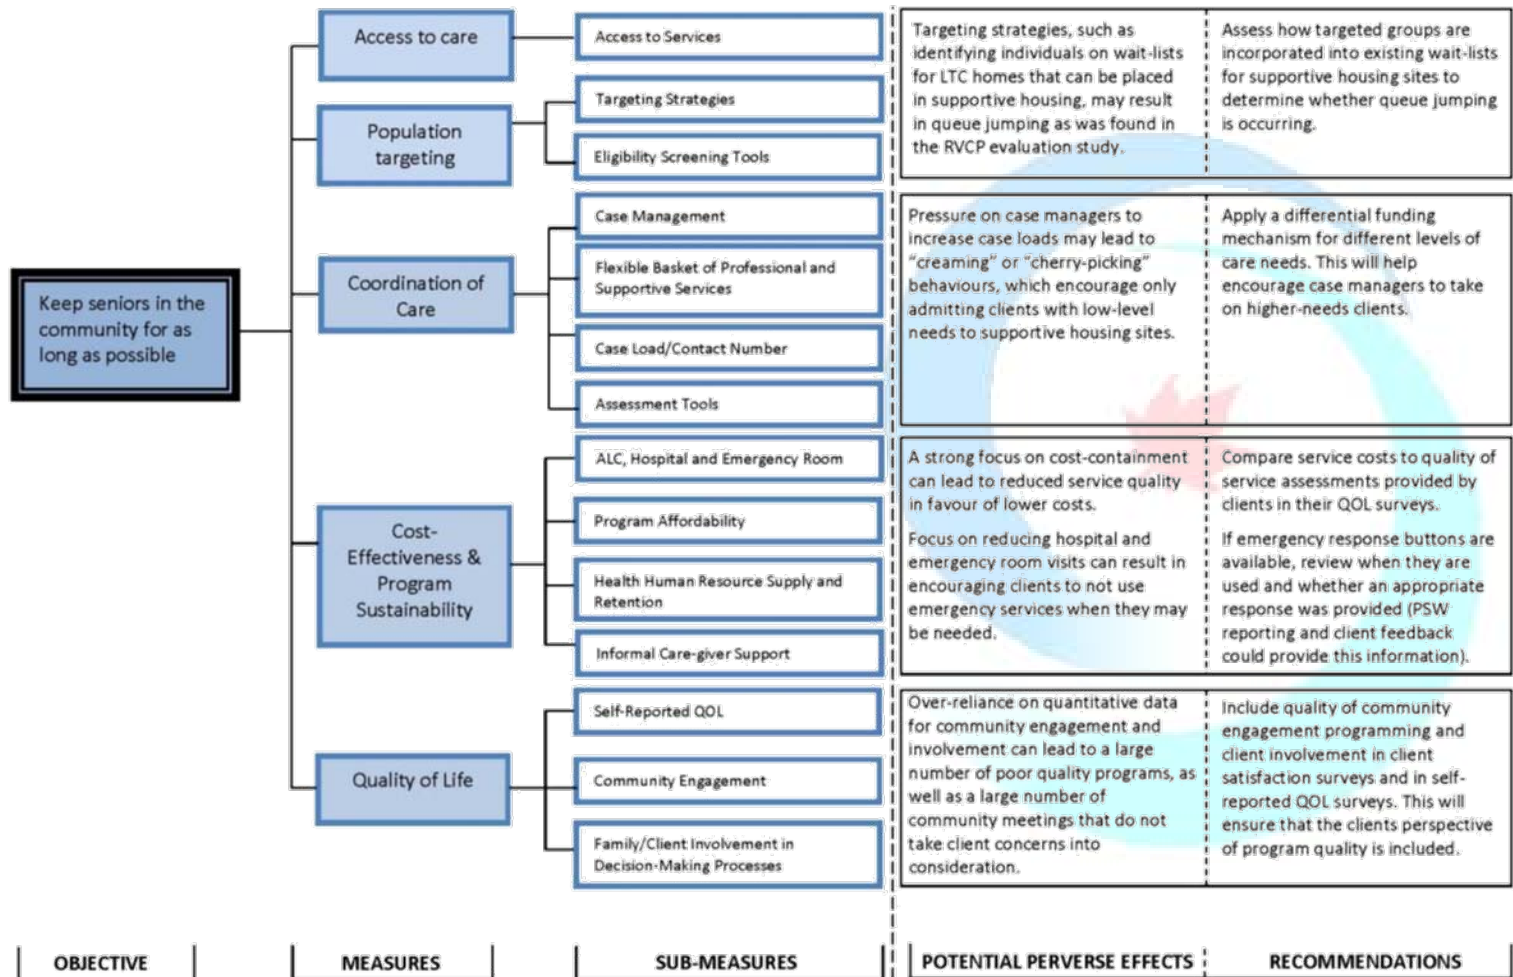 Keep seniors in the
community for as
long as possible
Access to care
Population
targeting
Coordination of
Care
Cost-
Effectiveness &
Program
Sustainability
Quality of Life
Access to Services
Targeting Strategies
Eligibility Screening Tools
Case Management
Flexible Basket of Professional and
Supportive Services
Case Load/Contact Number
Assessment Tools
ALC, Hospital and Emergency Room
Program Affordability
Health Human Resource Supply and
Retention
Informal Care-giver Support
Self-Reported QOL
Community Engagement
Family/Client Involvement in
Decision-Making Processes
Targeting strategies, such as
identifying individuals on wait-lists
for LTC homes that can be placed
in supportive housing, may result
in queue jumping as was found in
the RVCP evaluation study.
Assess how targeted groups are
incorporated into existing wait-lists
for supportive housing sites to
determine whether queue jumping
is occurring.
Pressure on case managers to
increase case loads may lead to
"creaming" or "cherry-picking"
behaviours, which encourage only
admitting clients with low-level
needs to supportive housing sites.
Apply a differential funding
mechanism for different levels of
care needs. This will help
encourage case managers to take
on higher-needs clients.
A strong focus on cost-containment
can lead to reduced service quality
in favour of lower costs.
Focus on reducing hospital and
emergency room visits can result in
encouraging clients to not use
emergency services when they may
be needed.
Compare service costs to quality of
service assessments provided by
clients in their QOL surveys.
If emergency response buttons are
available, review when they are
used and whether an appropriate
response was provided (PSW
reporting and client feedback
could provide this information).
Over-reliance on quantitative data
for community engagement and
involvement can lead to a large
number of poor quality programs, as
well as a large number of
community meetings that do not
take client concerns into
consideration.
Include quality of community
engagement programming and
client involvement in client
satisfaction surveys and in self-
reported QOL surveys. This will
ensure that the clients perspective
of program quality is included.
OBJECTIVE
MEASURES
SUB-MEASURES
POTENTIAL PERVERSE EFFECTS
RECOMMENDATIONS